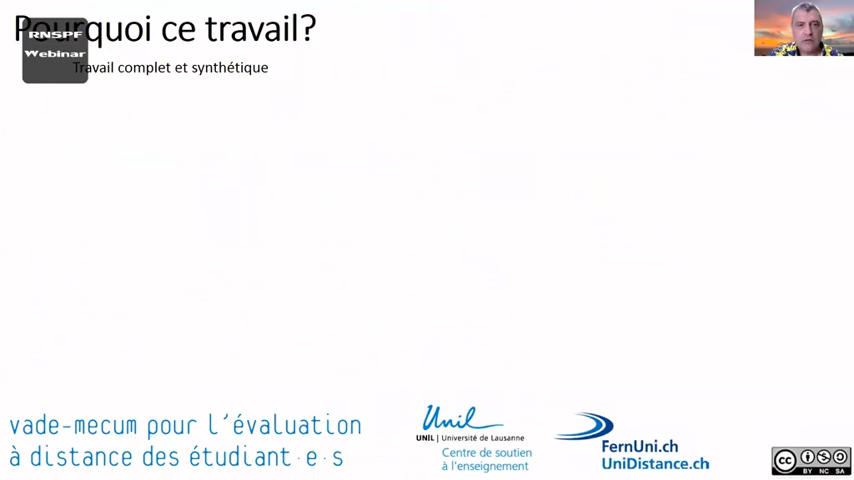 Pourquoi ce travail?
RNSPF
Webinar
Travail complet et synthétique
vade-mecum pour l'évaluation
à distance des étudiant·e·s
Unil
UNIL | Université de Lausanne
Centre de soutien
à l'enseignement
FernUni.ch
UniDistance.ch
cc
BY NC SA